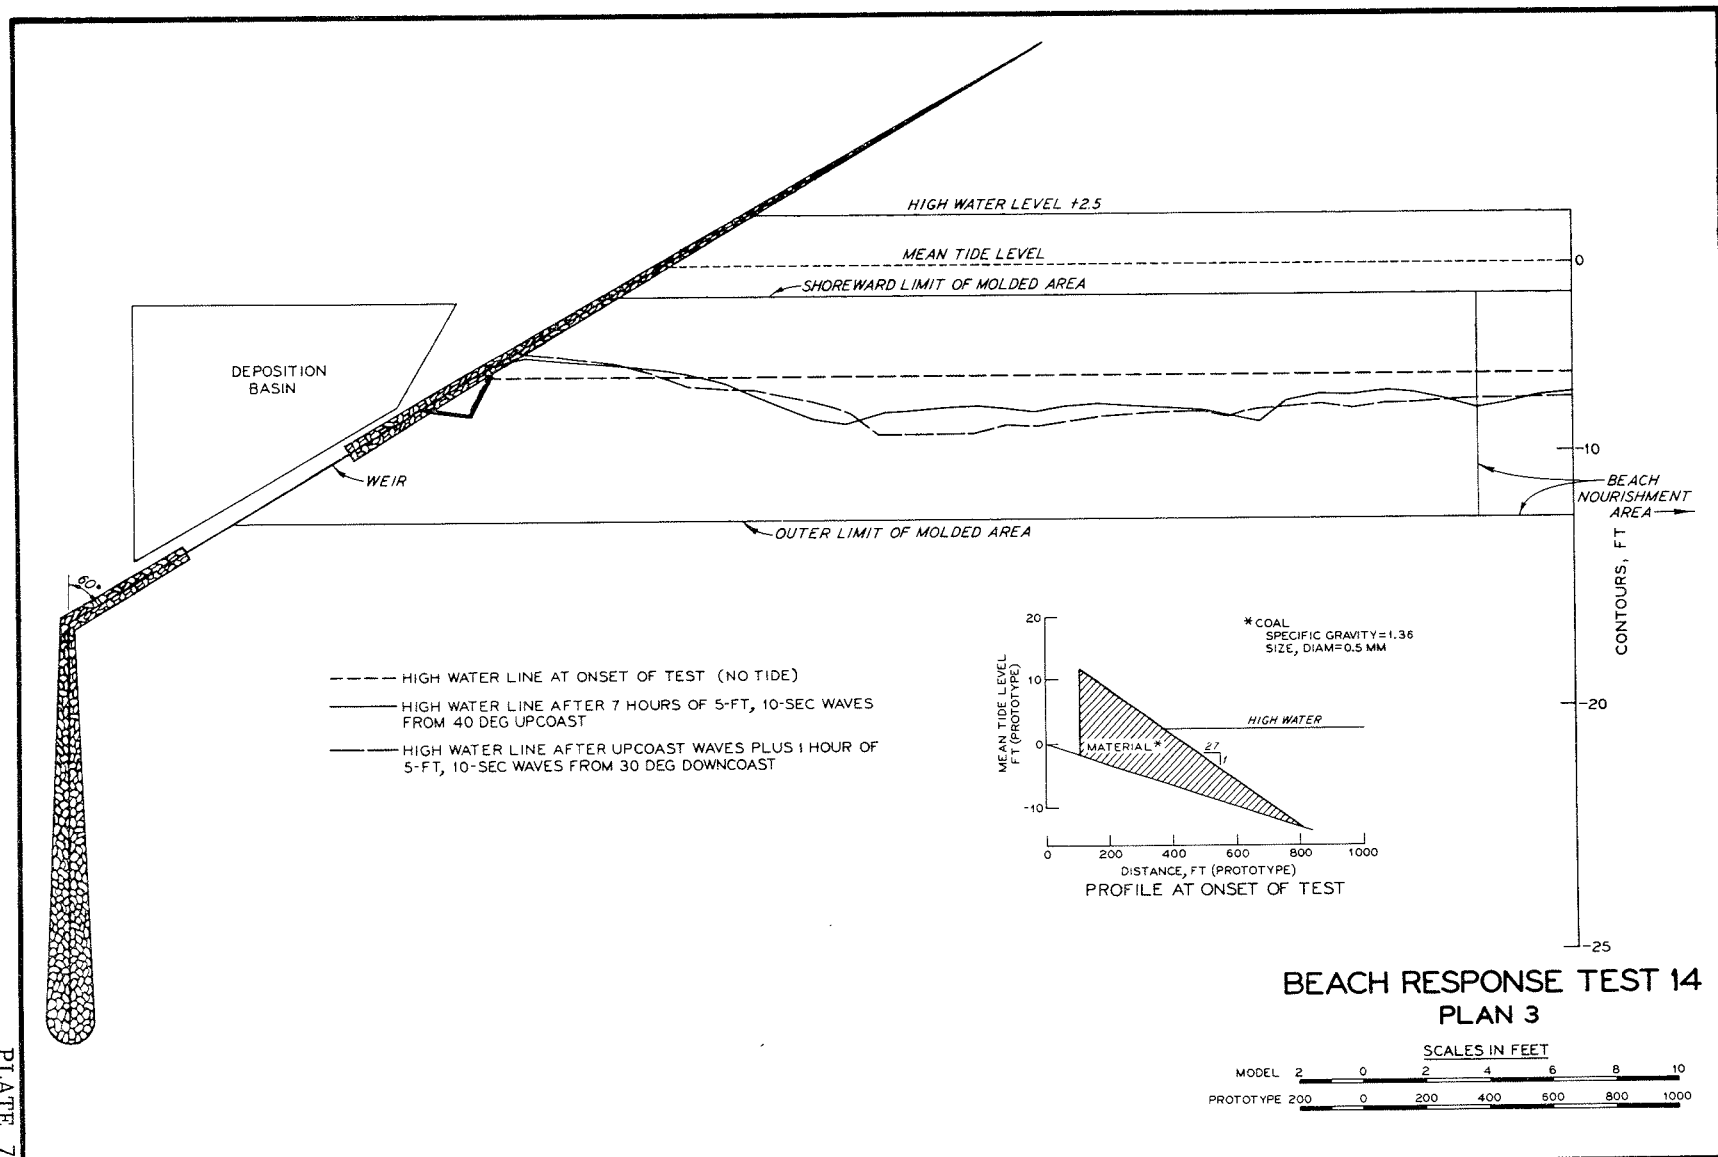 HIGH WATER LEVEL +2.5
MEAN TIDE LEVEL
0
SHOREWARD LIMIT OF MOLDED AREA
DEPOSITION
BASIN
-10
WEIR
BEACH
NOURISHMENT
AREA
OUTER LIMIT OF MOLDED AREA
60°
CONTOURS, FT
-20
-25
HIGH WATER LINE AT ONSET OF TEST (NO TIDE)
HIGH WATER LINE AFTER 7 HOURS OF 5-FT, 10-SEC WAVES
FROM 40 DEG UPCOAST
HIGH WATER LINE AFTER UPCOAST WAVES PLUS 1 HOUR OF
5-FT, 10-SEC WAVES FROM 30 DEG DOWNCOAST
* COAL
SPECIFIC GRAVITY=1.36
SIZE, DIAM=0.5 MM
MEAN TIDE LEVEL
FT (PROTOTYPE)
20
10
0
-10
HIGH WATER
MATERIAL *
27
1
0 200 400 600 800 1000
DISTANCE, FT (PROTOTYPE)
PROFILE AT ONSET OF TEST
BEACH RESPONSE TEST 14
PLAN 3
SCALES IN FEET
MODEL 2 0 2 4 6 8 10
PROTOTYPE 200 0 200 400 600 800 1000
PLATE 7